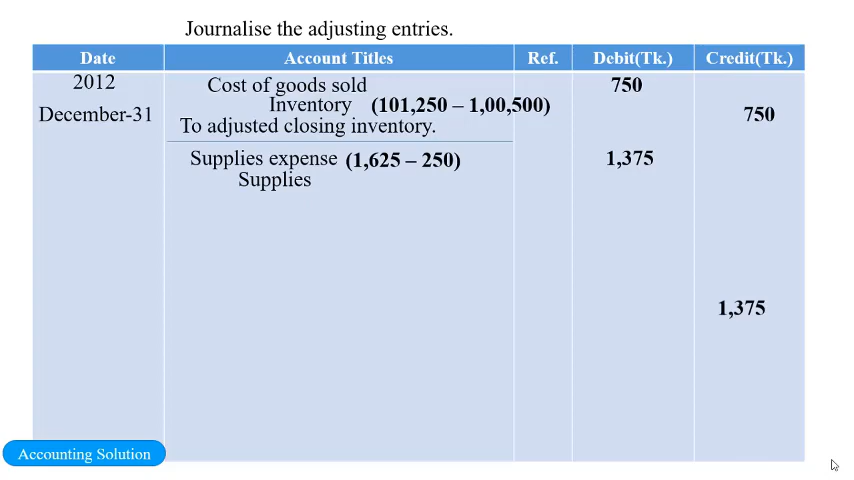 Journalise the adjusting entries.
Date Account Titles Ref. Debit(Tk.) Credit(Tk.)
2012 Cost of goods sold 750
December-31 Inventory (101,250 – 1,00,500) 750
To adjusted closing inventory.
Supplies expense (1,625 – 250) 1,375
Supplies
1,375
Accounting Solution